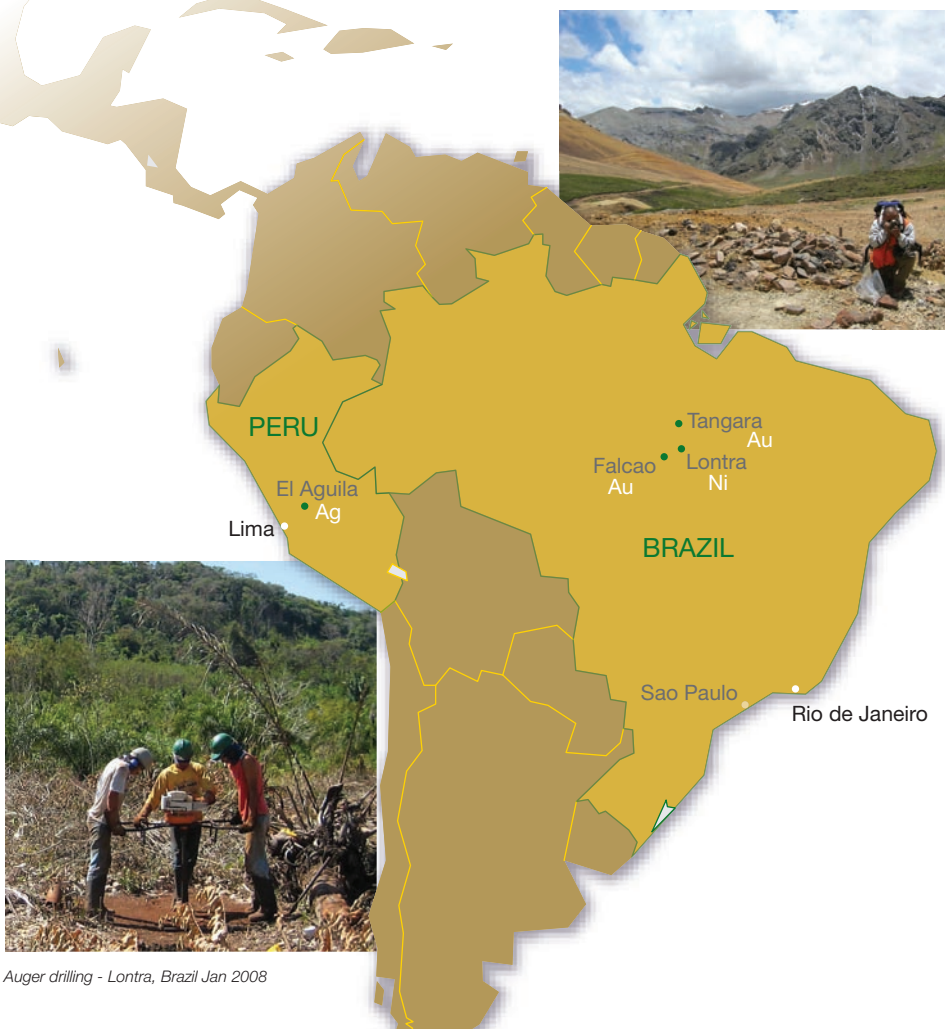 PERU
Tangara
Au
Falcao
Lontra
Au
Ni
El Aguila
Ag
Lima
BRAZIL
Sao Paulo
Rio de Janeiro
Auger drilling - Lontra, Brazil Jan 2008